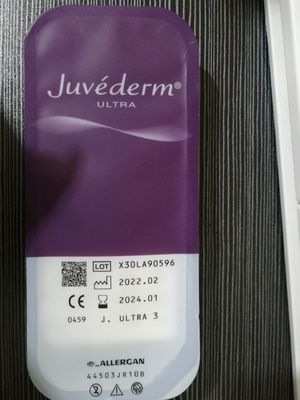 Juvéderm®
ULTRA
LOT X30LA90596
2022.02
CE 2024.01
0459 J. ULTRA 3
ALLERGAN
44503JR10B